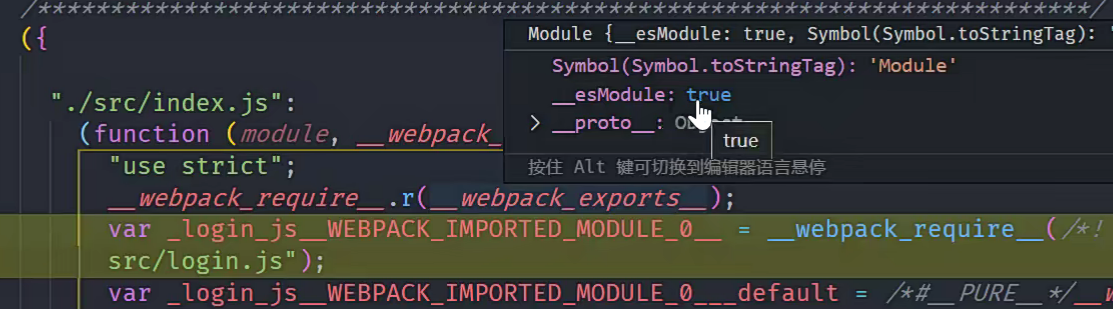 /******************************************************************************/
({
Module {__esModule: true, Symbol(Symbol.toStringTag): '
Symbol(Symbol.toStringTag): 'Module'
__esModule: true
> __proto__: Object
true
按住 Alt 键可切换到编辑器语言悬停
"./src/index.js":
(function (module, __webpack_
"use strict";
__webpack_require__.r(__webpack_exports__);
var _login_js__WEBPACK_IMPORTED_MODULE_0__ = __webpack_require__(/*!
src/login.js");
var _login_js__WEBPACK_IMPORTED_MODULE_0___default = /*#__PURE__*/__w